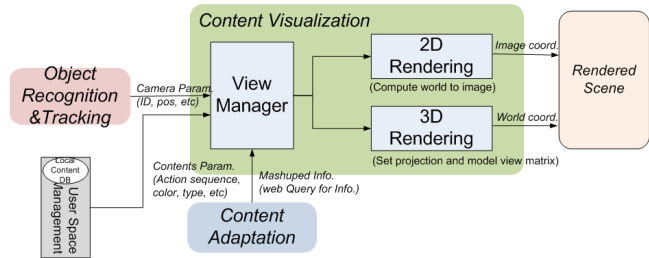 Content Visualization
Object
Recognition
&Tracking
Camera Param.
(ID, pos, etc)
View
Manager
2D
Rendering
(Compute world to image)
Image coord.
3D
Rendering
(Set projection and model view matrix)
World coord.
Rendered
Scene
Local
Content
DB
User Space
Management
Contents Param.
(Action sequence,
color, type, etc)
Mashuped Info.
(web Query for Info.)
Content
Adaptation